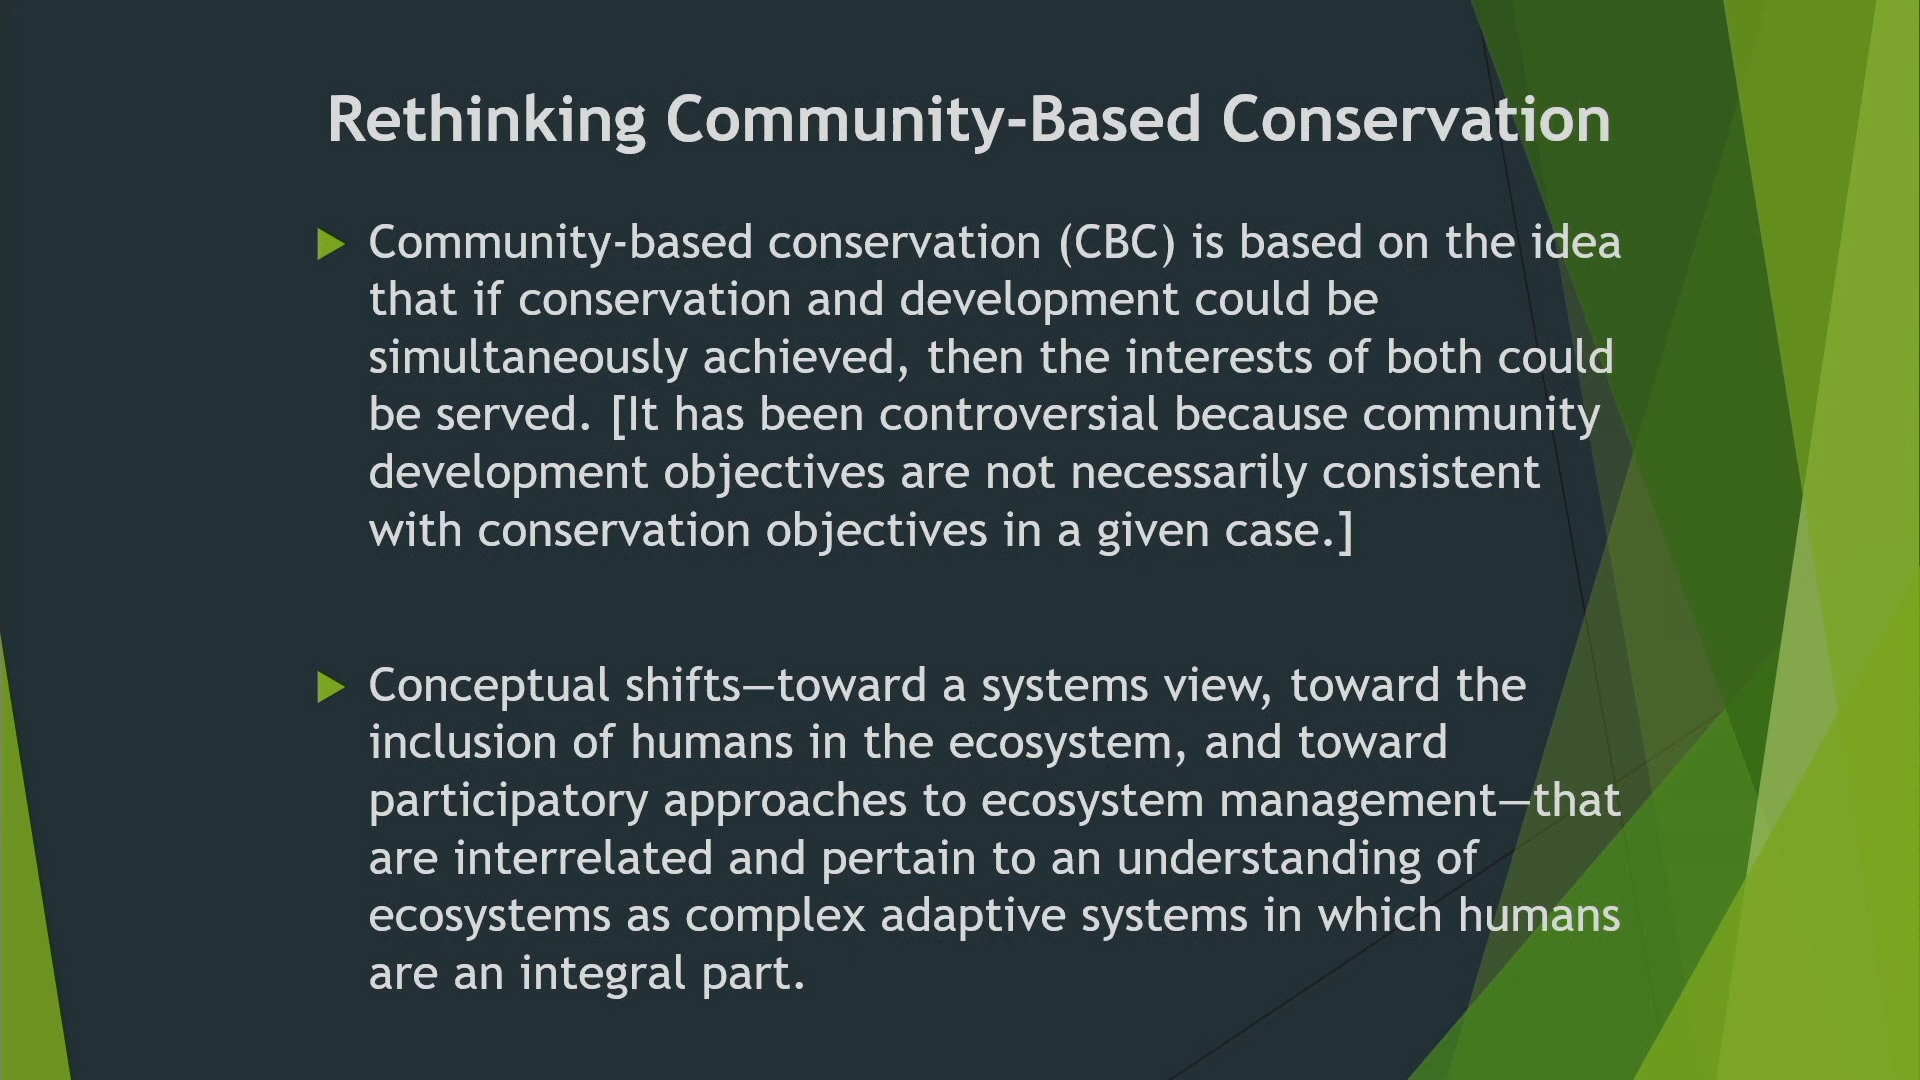 Rethinking Community-Based Conservation
Community-based conservation (CBC) is based on the idea
that if conservation and development could be
simultaneously achieved, then the interests of both could
be served. [It has been controversial because community
development objectives are not necessarily consistent
with conservation objectives in a given case.]
Conceptual shifts—toward a systems view, toward the
inclusion of humans in the ecosystem, and toward
participatory approaches to ecosystem management—that
are interrelated and pertain to an understanding of
ecosystems as complex adaptive systems in which humans
are an integral part.